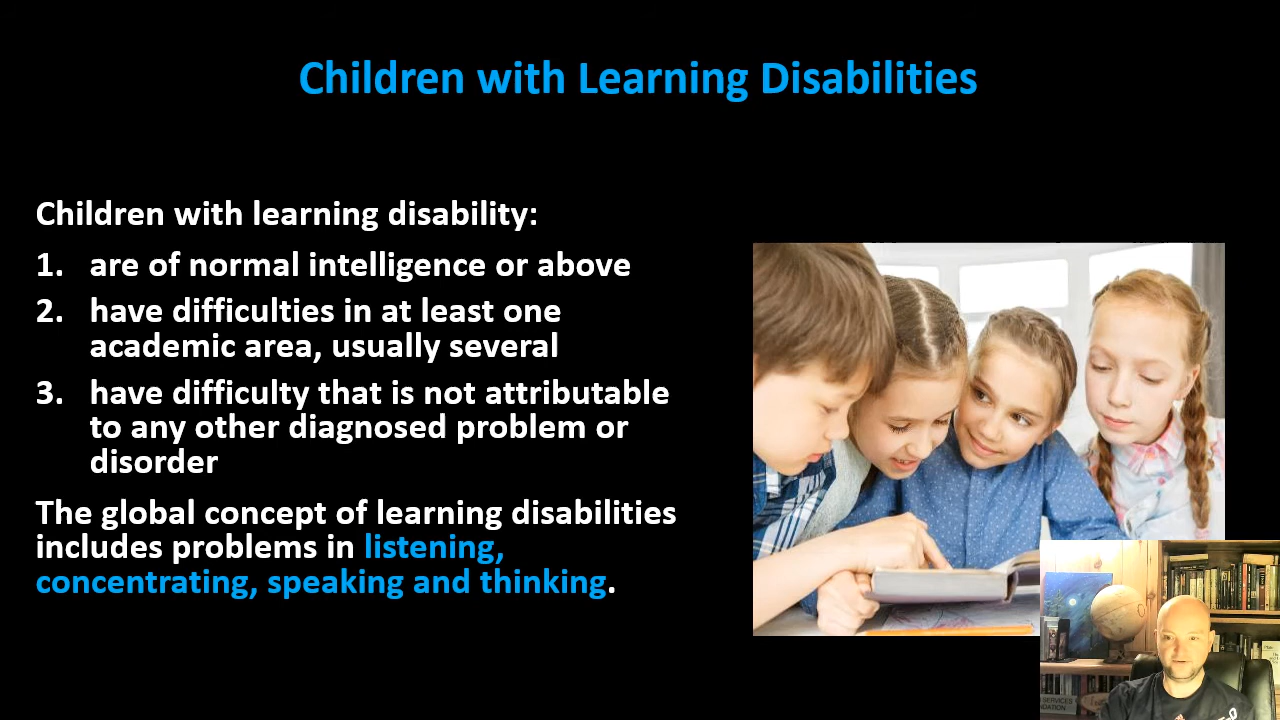 Children with Learning Disabilities
Children with learning disability:
1. are of normal intelligence or above
2. have difficulties in at least one
academic area, usually several
3. have difficulty that is not attributable
to any other diagnosed problem or
disorder
The global concept of learning disabilities
includes problems in listening,
concentrating, speaking and thinking.